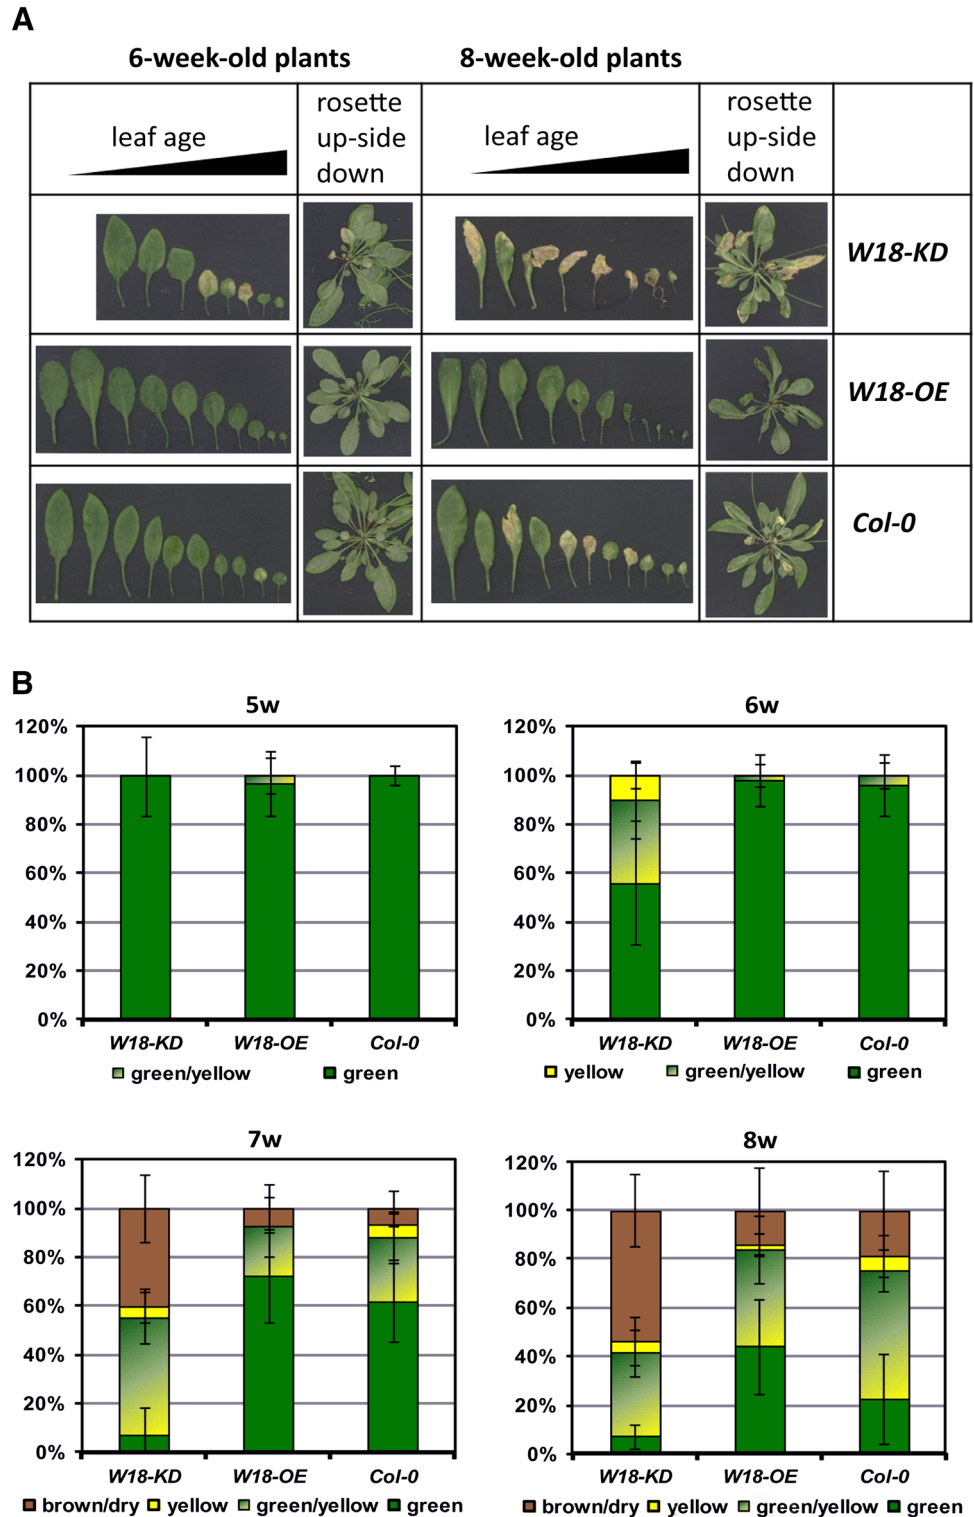 A
6-week-old plants 8-week-old plants
leaf age
rosette
up-side
down
leaf age
rosette
up-side
down
W18-KD
W18-OE
Col-0
B
5w
120%
100%
80%
60%
40%
20%
0%
W18-KD W18-OE Col-0
green/yellow green
6w
120%
100%
80%
60%
40%
20%
0%
W18-KD W18-OE Col-0
yellow green/yellow green
7w
120%
100%
80%
60%
40%
20%
0%
W18-KD W18-OE Col-0
brown/dry yellow green/yellow green
8w
120%
100%
80%
60%
40%
20%
0%
W18-KD W18-OE Col-0
brown/dry yellow green/yellow green